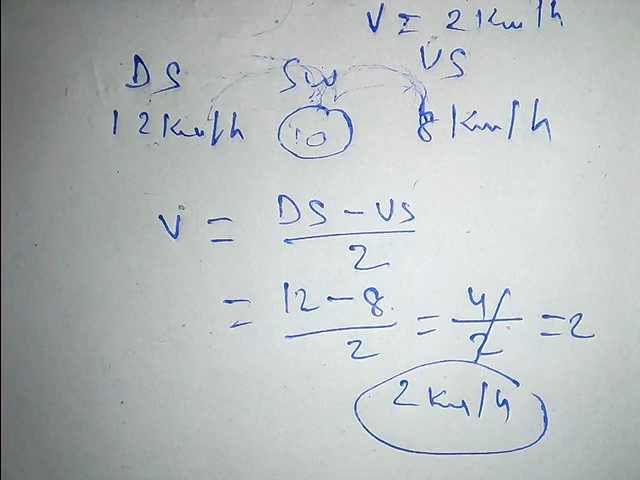 V = 2 Km/h
DS SW US
12 Km/h 10 8 Km/h
V = DS - US / 2
= 12 - 8 / 2 = 4 / 2 = 2
2 Km/h